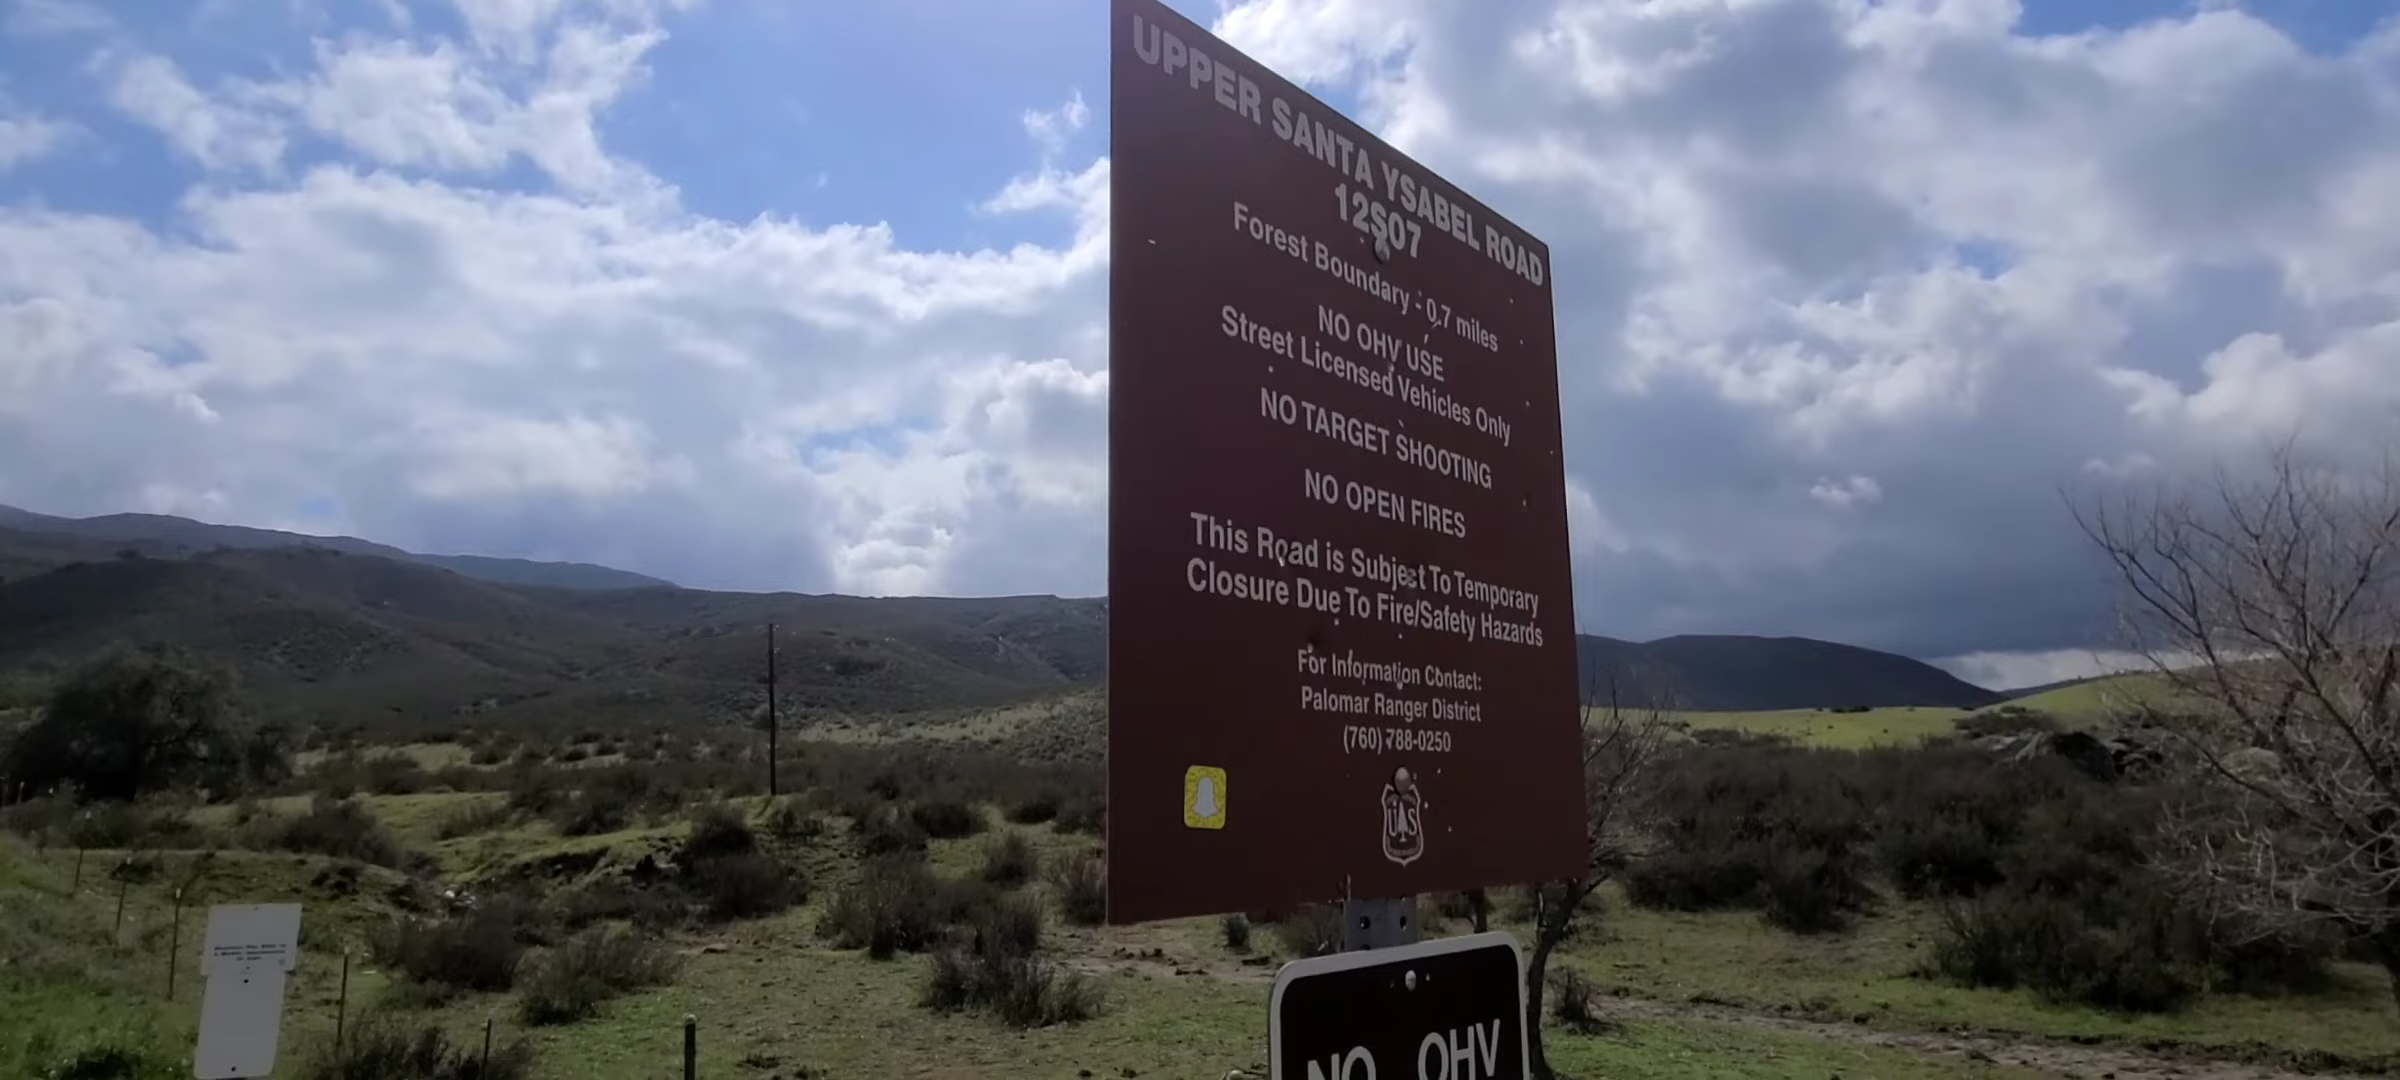 UPPER SANTA YSABEL ROAD
12S07
Forest Boundary - 0.7 miles
NO OHV USE
Street Licensed Vehicles Only
NO TARGET SHOOTING
NO OPEN FIRES
This Road is Subject To Temporary
Closure Due To Fire/Safety Hazards
For Information Contact:
Palomar Ranger District
(760) 788-0250
U S
NO OHV